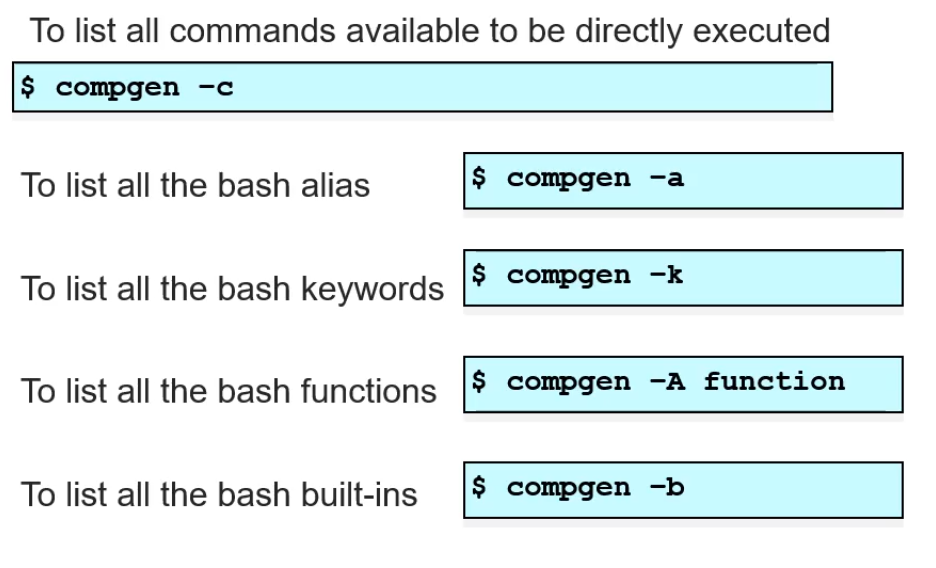 To list all commands available to be directly executed
$ compgen –c
To list all the bash alias
$ compgen –a
To list all the bash keywords
$ compgen –k
To list all the bash functions
$ compgen –A function
To list all the bash built-ins
$ compgen –b